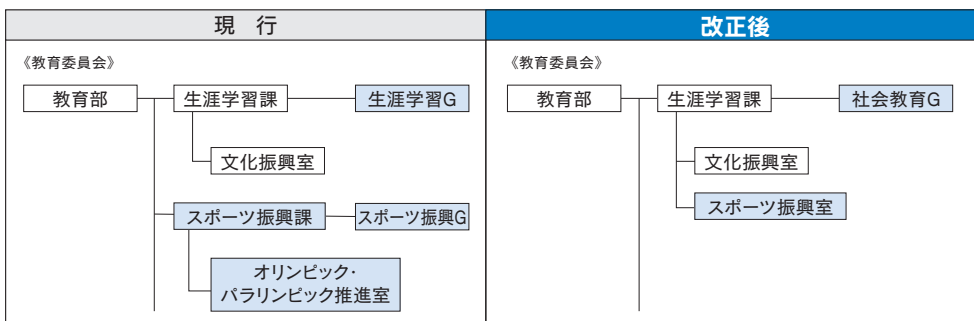 現 行
改正後
《教育委員会》
教育部
生涯学習課
生涯学習G
文化振興室
スポーツ振興課
スポーツ振興G
オリンピック・
パラリンピック推進室
《教育委員会》
教育部
生涯学習課
社会教育G
文化振興室
スポーツ振興室